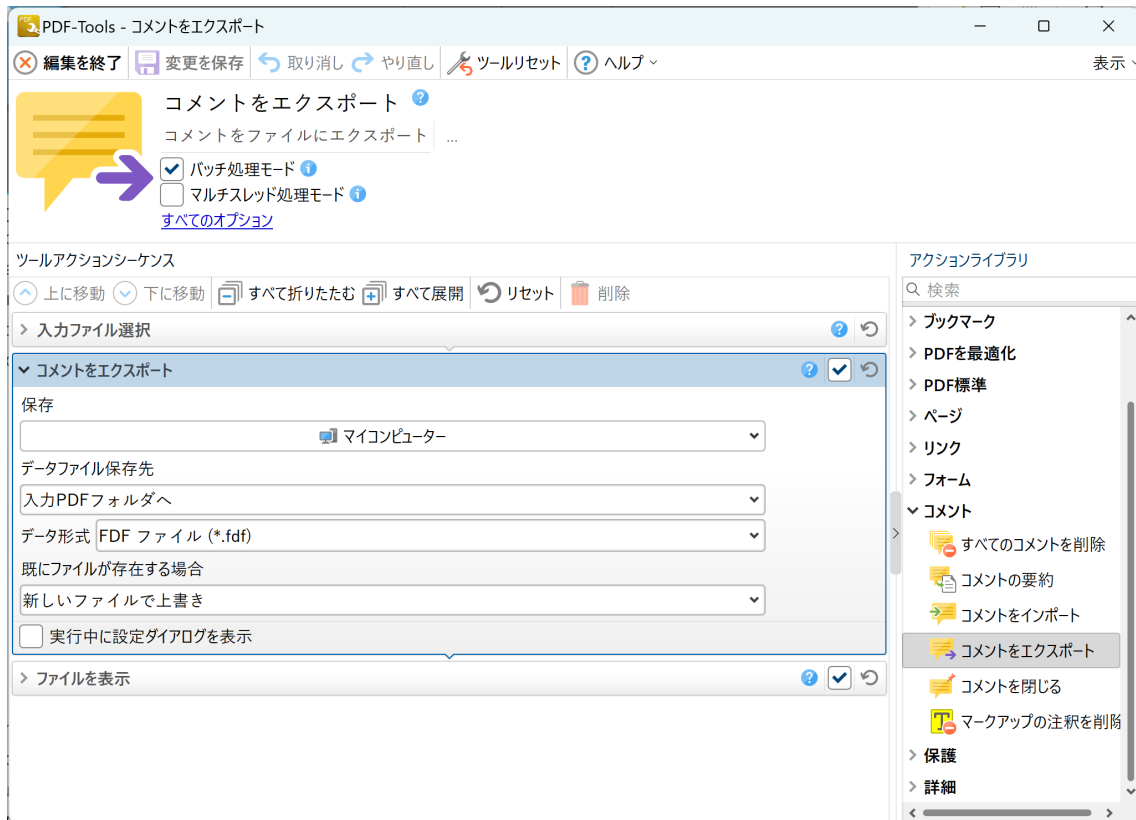 PDF-Tools - コメントをエクスポート
編集を終了 変更を保存 取り消し やり直し ツールリセット ヘルプ 表示
コメントをエクスポート
コメントをファイルにエクスポート ...
バッチ処理モード
マルチスレッド処理モード
すべてのオプション
ツールアクションシーケンス
上に移動 下に移動 すべて折りたたむ すべて展開 リセット 削除
入力ファイル選択
コメントをエクスポート
保存
マイコンピューター
データファイル保存先
入力PDFフォルダへ
データ形式 FDF ファイル (*.fdf)
既にファイルが存在する場合
新しいファイルで上書き
実行中に設定ダイアログを表示
ファイルを表示
アクションライブラリ
検索
ブックマーク
PDFを最適化
PDF標準
ページ
リンク
フォーム
コメント
すべてのコメントを削除
コメントの要約
コメントをインポート
コメントをエクスポート
コメントを閉じる
マークアップの注釈を削除
保護
詳細